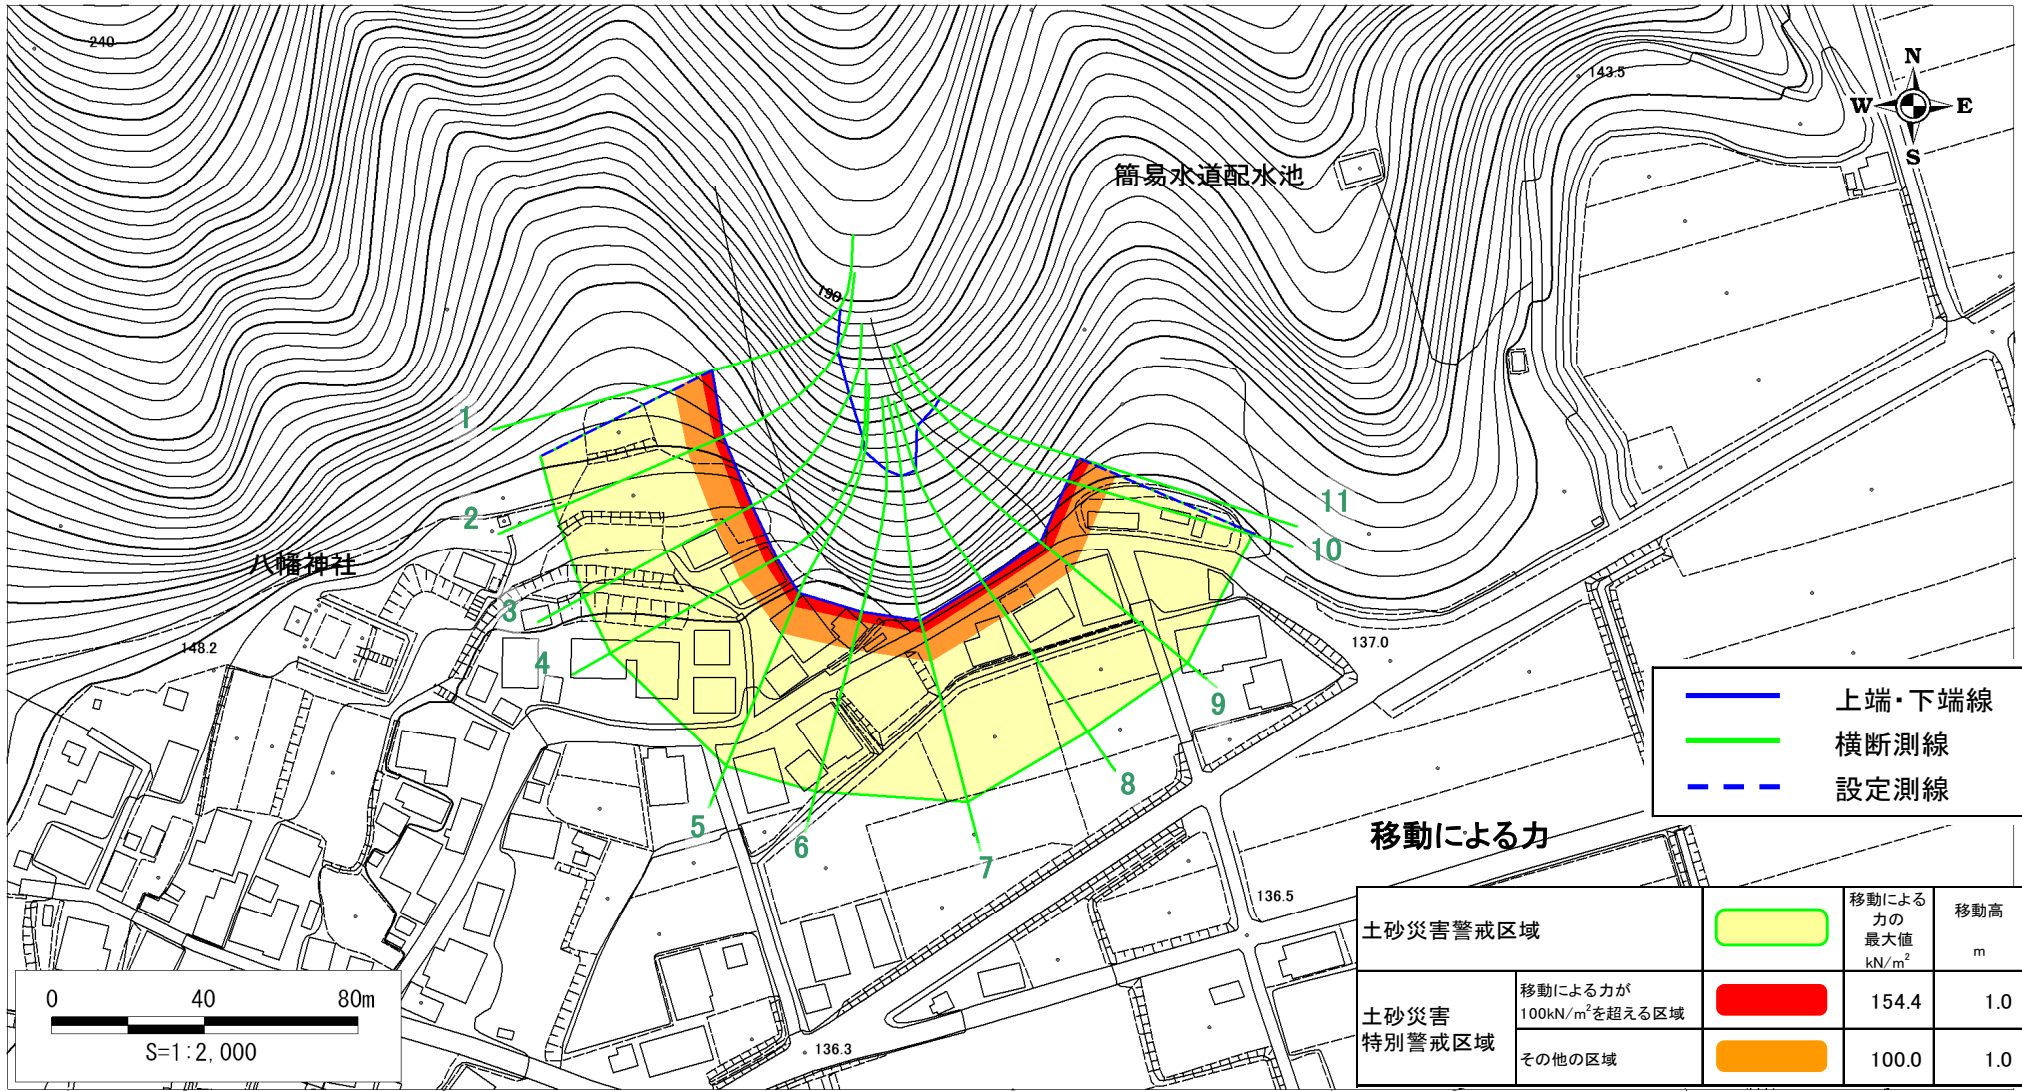 240
143.5
N
W
E
S
簡易水道配水池
190
1
2
八幡神社
3
4
148.2
5
6
7
8
9
10
11
137.0
136.5
136.3
上端・下端線
横断測線
設定測線
移動による力
土砂災害警戒区域
移動による
力の
最大値
kN/m²
移動高
m
土砂災害
特別警戒区域
移動による力が
100kN/m²を超える区域
154.4
1.0
その他の区域
100.0
1.0
0 40 80m
S=1:2,000